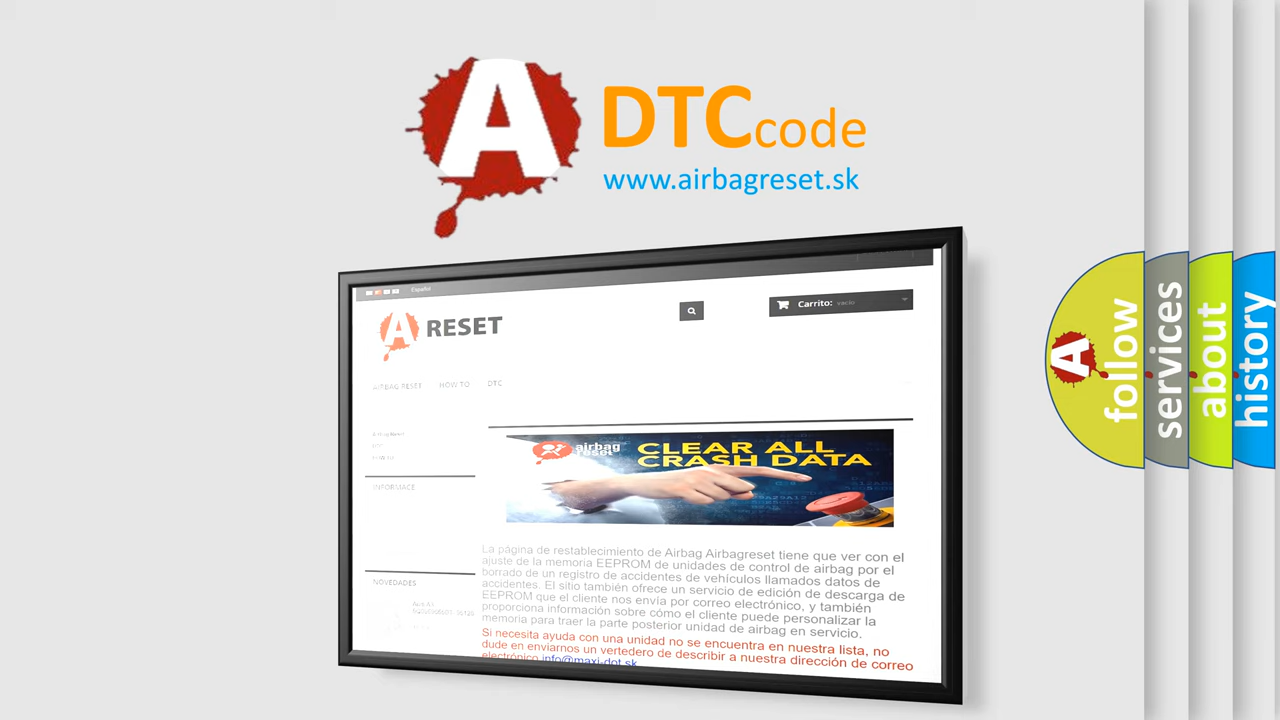 A
DTCcode
www.airbagreset.sk
Español
A RESET
Carrito: vacío
AIRBAG RESET HOW TO DTC
Airbag Reset
DTC
HOW TO
INFORMACE
airbag
reset
CLEAR ALL
CRASH DATA
La página de restablecimiento de Airbag Airbagreset tiene que ver con el
ajuste de la memoria EEPROM de unidades de control de airbag por el
borrado de un registro de accidentes de vehículos llamados datos de
accidentes. El sitio también ofrece un servicio de edición de descarga de
EEPROM que el cliente nos envía por correo electrónico, y también
proporciona información sobre cómo el cliente puede personalizar la
memoria para traer la parte posterior unidad de airbag en servicio.
Si necesita ayuda con una unidad no se encuentra en nuestra lista, no
dude en enviarnos un vertedero de describir a nuestra dirección de correo
electrónico info@maxi-dot.sk
NOVEDADES
A
follow
services
about
history